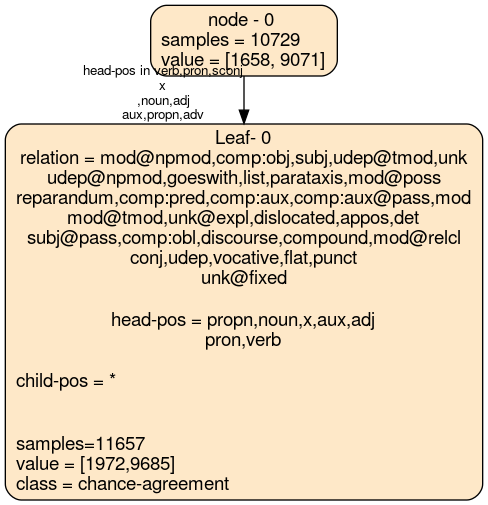 node - 0
samples = 10729
value = [1658, 9071]
head-pos in verb,pron,sconj
x
,noun,adj
aux,propn,adv
Leaf- 0
relation = mod@npmod,comp:obj,subj,udep@tmod,unk
udep@npmod,goeswith,list,parataxis,mod@poss
reparandum,comp:pred,comp:aux,comp:aux@pass,mod
mod@tmod,unk@expl,dislocated,appos,det
subj@pass,comp:obl,discourse,compound,mod@relcl
conj,udep,vocative,flat,punct
unk@fixed
head-pos = propn,noun,x,aux,adj
pron,verb
child-pos = *
samples=11657
value = [1972,9685]
class = chance-agreement